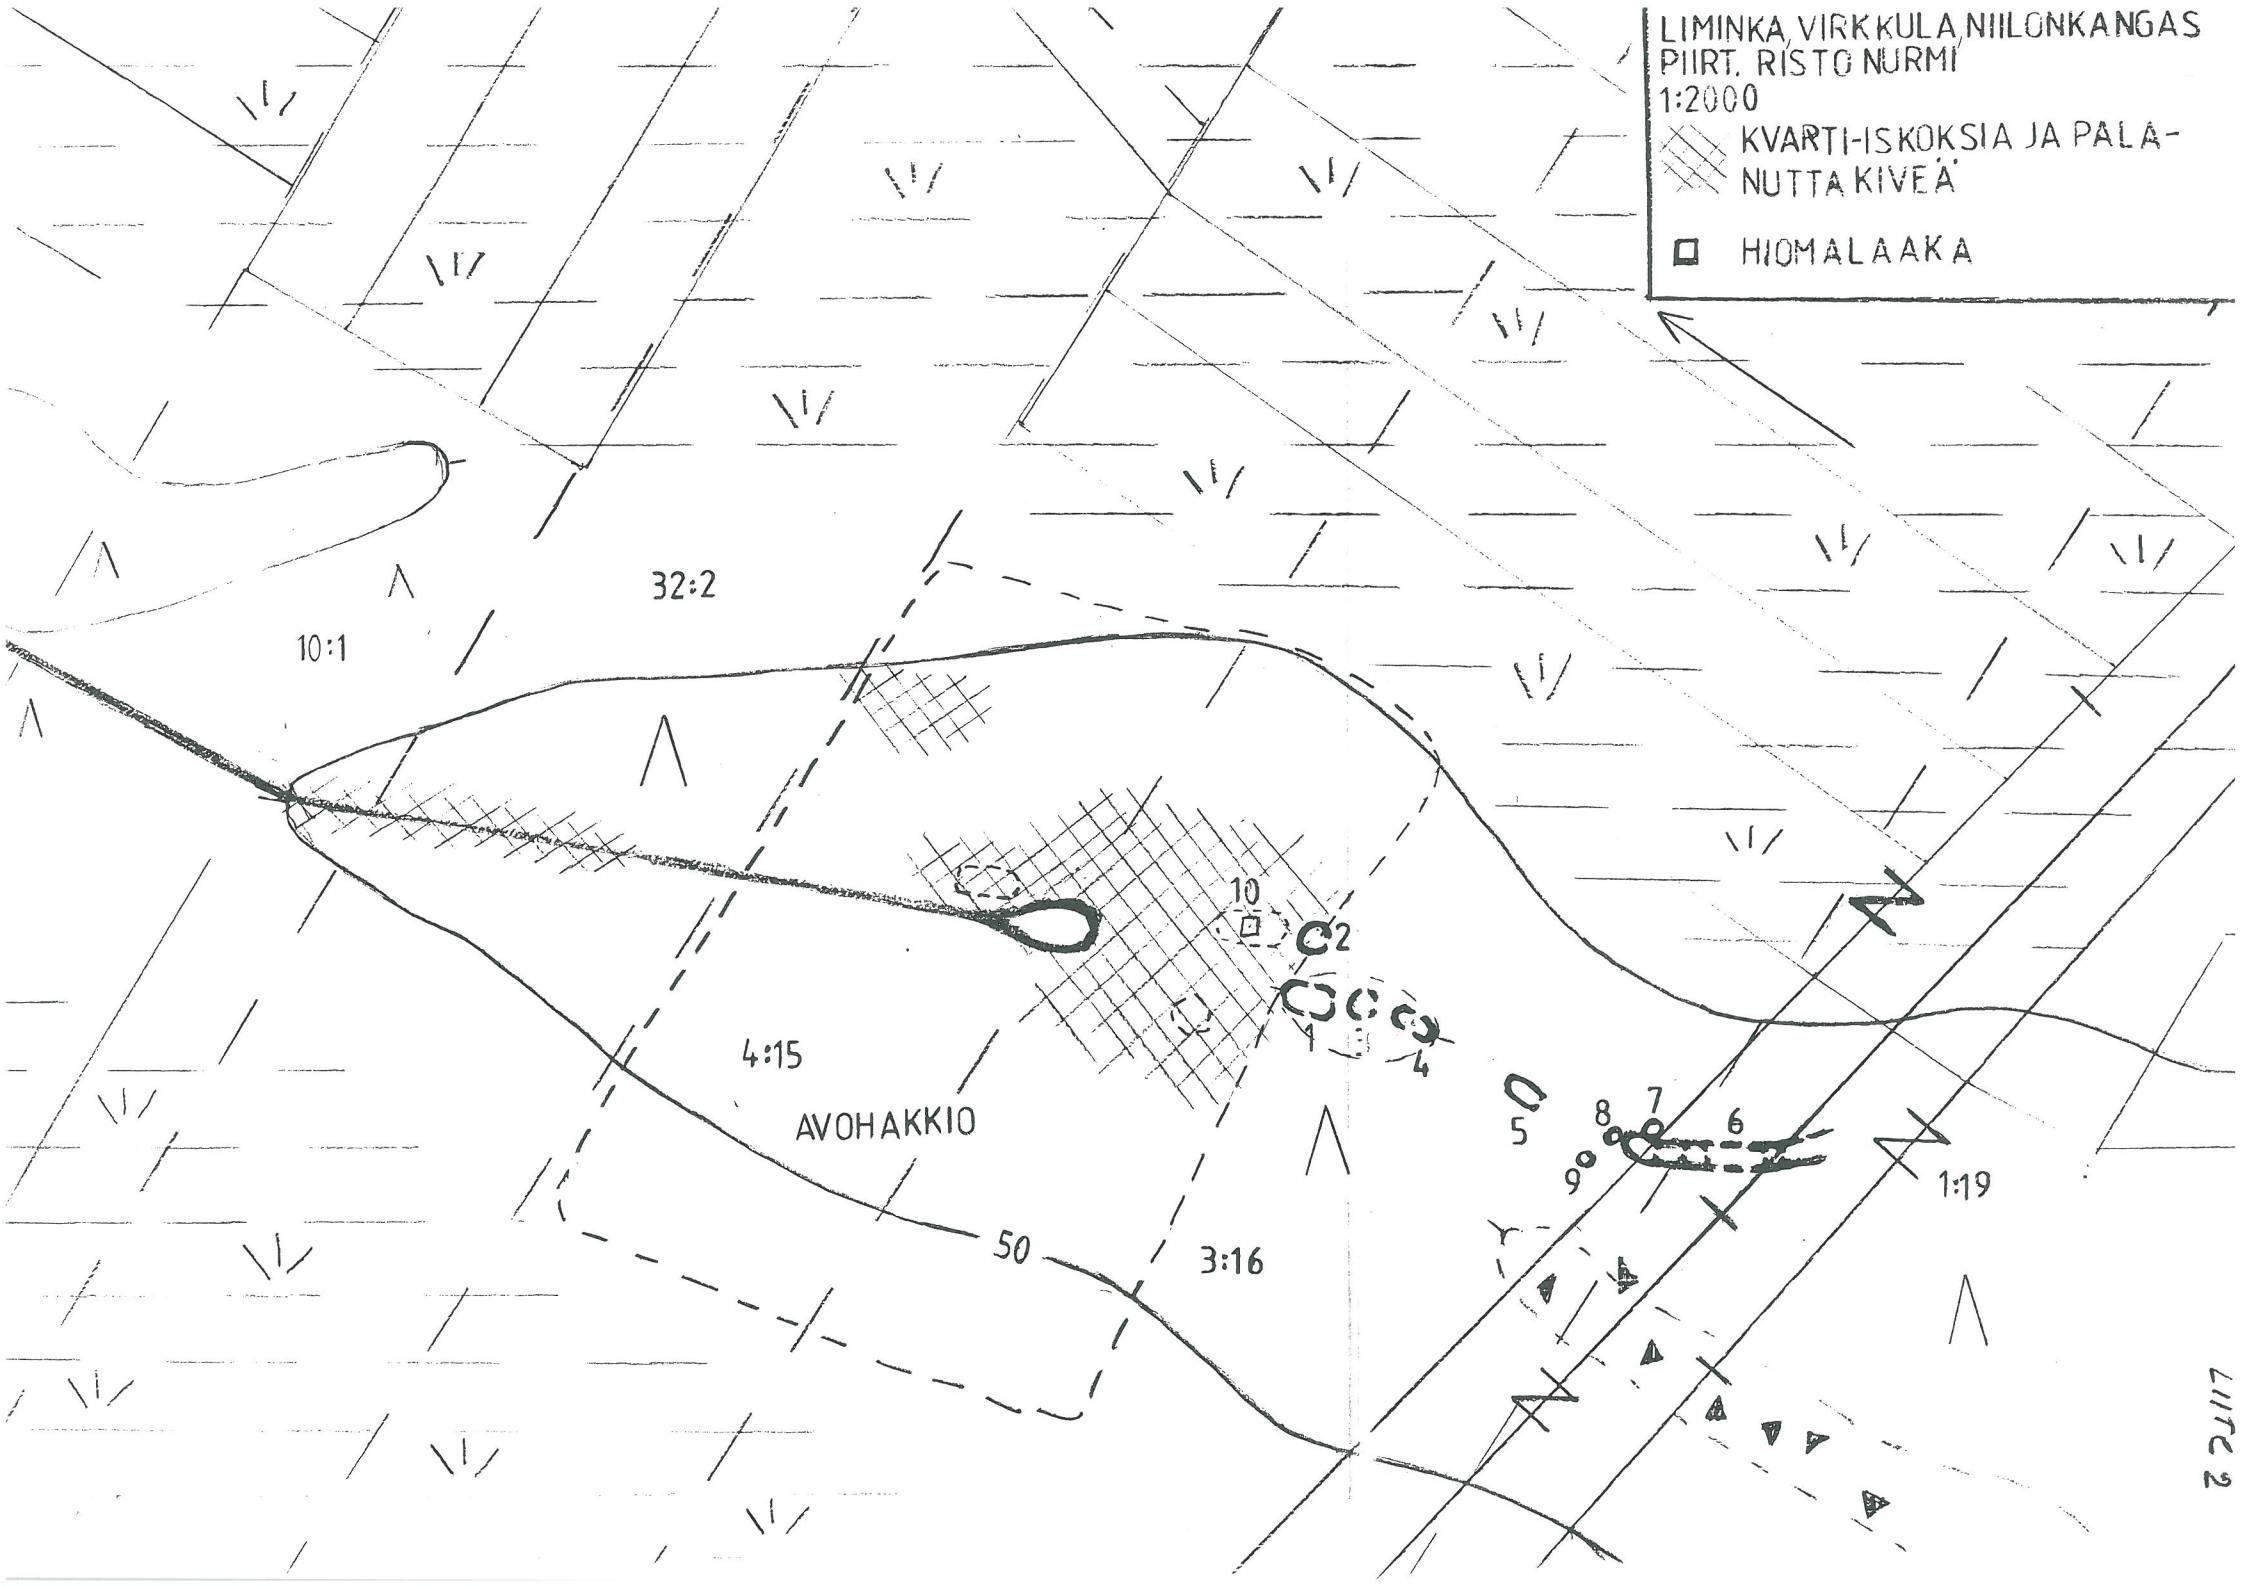 LIMINKA, VIRKKULA, NIILONKANGAS
PIIRT. RISTO NURMI
1:2000
KVARTI-ISKOKSIA JA PALA-
NUTTA KIVEÄ
HIOMALAAKA
32:2
10:1
10
2
1
4
4:15
AVOHAKKIO
5
8
7
6
9
1:19
50
3:16
LIITE 2